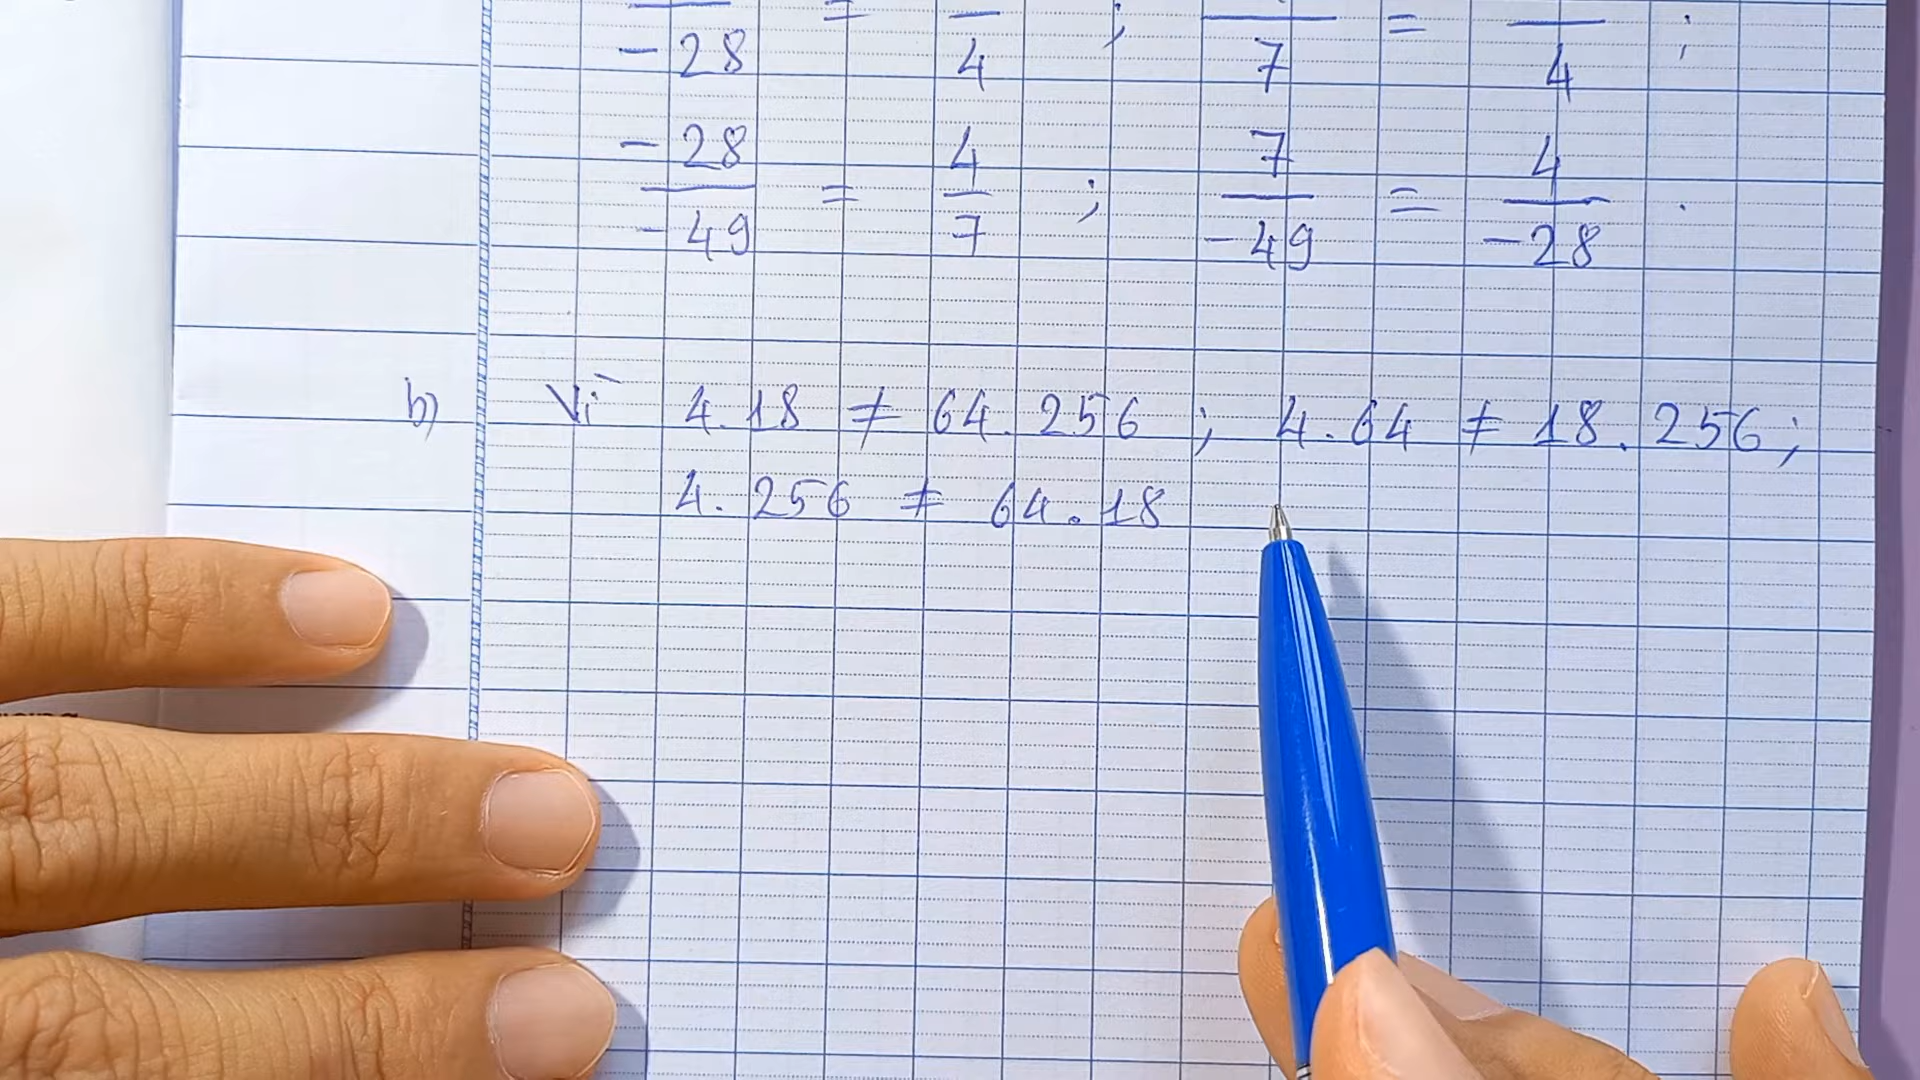 — = — ; — = — ;
-28 4 7 4
-28 = 4 ; 7 = 4 .
-49 7 -49 -28
b) Vì 4.18 ≠ 64.256 ; 4.64 ≠ 18.256;
4.256 ≠ 64.18